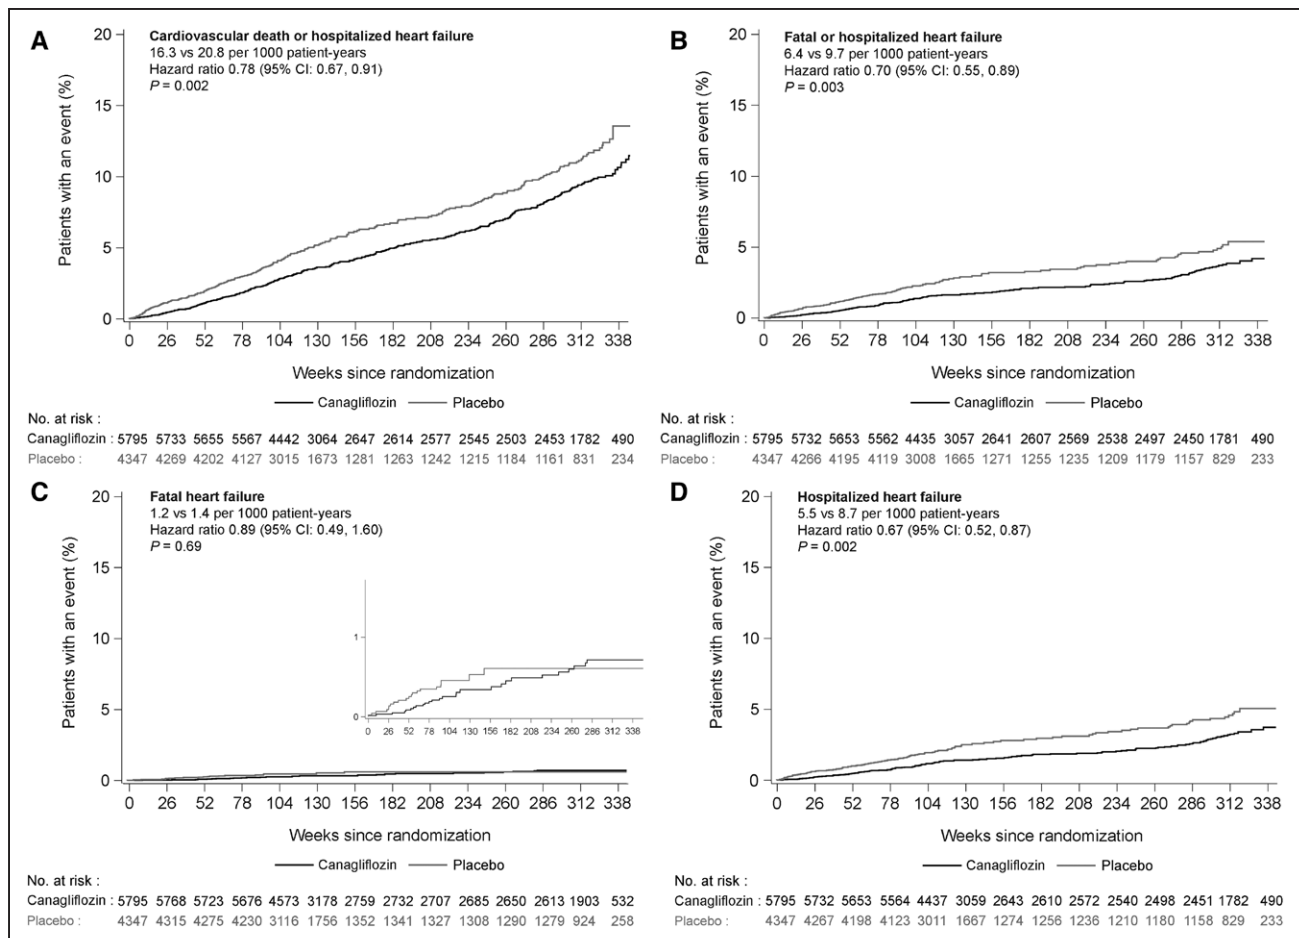 A
Cardiovascular death or hospitalized heart failure
16.3 vs 20.8 per 1000 patient-years
Hazard ratio 0.78 (95% CI: 0.67, 0.91)
P = 0.002
Patients with an event (%)
20
15
10
5
0
0 26 52 78 104 130 156 182 208 234 260 286 312 338
Weeks since randomization
Canagliflozin Placebo
No. at risk :
Canagliflozin : 5795 5733 5655 5567 4442 3064 2647 2614 2577 2545 2503 2453 1782 490
Placebo : 4347 4269 4202 4127 3015 1673 1281 1263 1242 1215 1184 1161 831 234
B
Fatal or hospitalized heart failure
6.4 vs 9.7 per 1000 patient-years
Hazard ratio 0.70 (95% CI: 0.55, 0.89)
P = 0.003
Patients with an event (%)
20
15
10
5
0
0 26 52 78 104 130 156 182 208 234 260 286 312 338
Weeks since randomization
Canagliflozin Placebo
No. at risk :
Canagliflozin : 5795 5732 5653 5562 4435 3057 2641 2607 2569 2538 2497 2450 1781 490
Placebo : 4347 4266 4195 4119 3008 1665 1271 1255 1235 1209 1179 1157 829 233
C
Fatal heart failure
1.2 vs 1.4 per 1000 patient-years
Hazard ratio 0.89 (95% CI: 0.49, 1.60)
P = 0.69
Patients with an event (%)
20
15
10
5
0
1
0
0 26 52 78 104 130 156 182 208 234 260 286 312 338
0 26 52 78 104 130 156 182 208 234 260 286 312 338
Weeks since randomization
Canagliflozin Placebo
No. at risk :
Canagliflozin : 5795 5768 5723 5676 4573 3178 2759 2732 2707 2685 2650 2613 1903 532
Placebo : 4347 4315 4275 4230 3116 1756 1352 1341 1327 1308 1290 1279 924 258
D
Hospitalized heart failure
5.5 vs 8.7 per 1000 patient-years
Hazard ratio 0.67 (95% CI: 0.52, 0.87)
P = 0.002
Patients with an event (%)
20
15
10
5
0
0 26 52 78 104 130 156 182 208 234 260 286 312 338
Weeks since randomization
Canagliflozin Placebo
No. at risk :
Canagliflozin : 5795 5732 5653 5564 4437 3059 2643 2610 2572 2540 2498 2451 1782 490
Placebo : 4347 4267 4198 4123 3011 1667 1274 1256 1236 1210 1180 1158 829 233